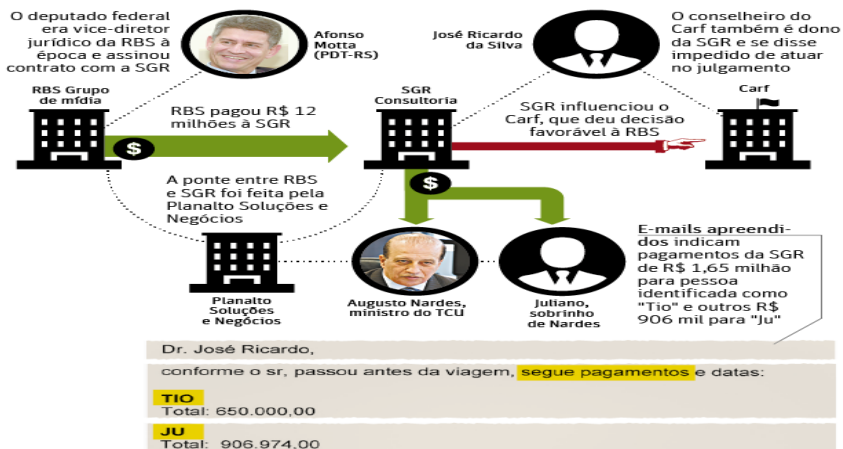 O deputado federal
era vice-diretor
jurídico da RBS à
época e assinou
contrato com a SGR
Afonso
Motta
(PDT-RS)
José Ricardo
da Silva
O conselheiro do
Carf também é dono
da SGR e se disse
impedido de atuar
no julgamento
RBS Grupo
de mídia
SGR
Consultoria
Carf
RBS pagou R$ 12
milhões à SGR
SGR influenciou o
Carf, que deu decisão
favorável à RBS
$
A ponte entre RBS
e SGR foi feita pela
Planalto Soluções e
Negócios
$
Planalto
Soluções
e Negócios
Augusto Nardes,
ministro do TCU
Juliano,
sobrinho
de Nardes
E-mails apreendi-
dos indicam
pagamentos da SGR
de R$ 1,65 milhão
para pessoa
identificada como
"Tio" e outros R$
906 mil para "Ju"
Dr. José Ricardo,
conforme o sr, passou antes da viagem, segue pagamentos e datas:
TIO
Total: 650.000,00
JU
Total: 906.974,00